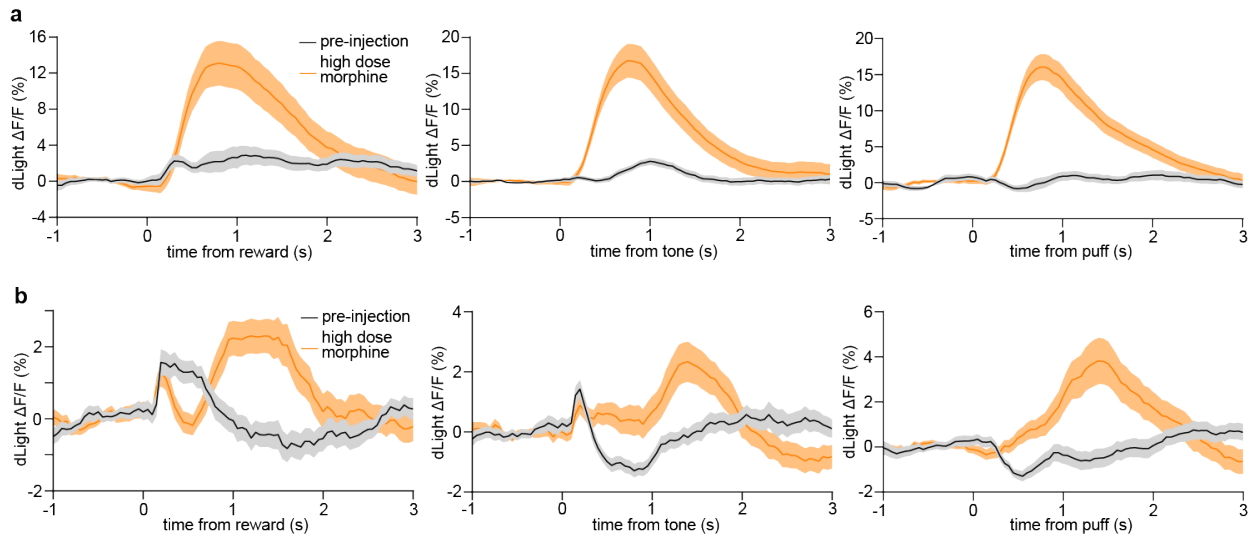 a
16
12
8
4
0
-4
dLight ΔF/F (%)
pre-injection
high dose
morphine
-1 0 1 2 3
time from reward (s)
20
15
10
5
0
-5
dLight ΔF/F (%)
-1 0 1 2 3
time from tone (s)
20
15
10
5
0
-5
dLight ΔF/F (%)
-1 0 1 2 3
time from puff (s)
b
2
0
-2
dLight ΔF/F (%)
pre-injection
high dose
morphine
-1 0 1 2 3
time from reward (s)
4
2
0
-2
dLight ΔF/F (%)
-1 0 1 2 3
time from tone (s)
6
4
2
0
-2
dLight ΔF/F (%)
-1 0 1 2 3
time from puff (s)